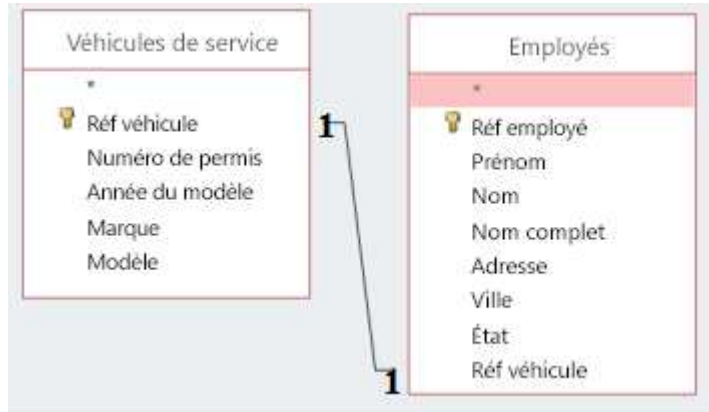 Véhicules de service
*
Réf véhicule
Numéro de permis
Année du modèle
Marque
Modèle
1
1
Employés
*
Réf employé
Prénom
Nom
Nom complet
Adresse
Ville
État
Réf véhicule